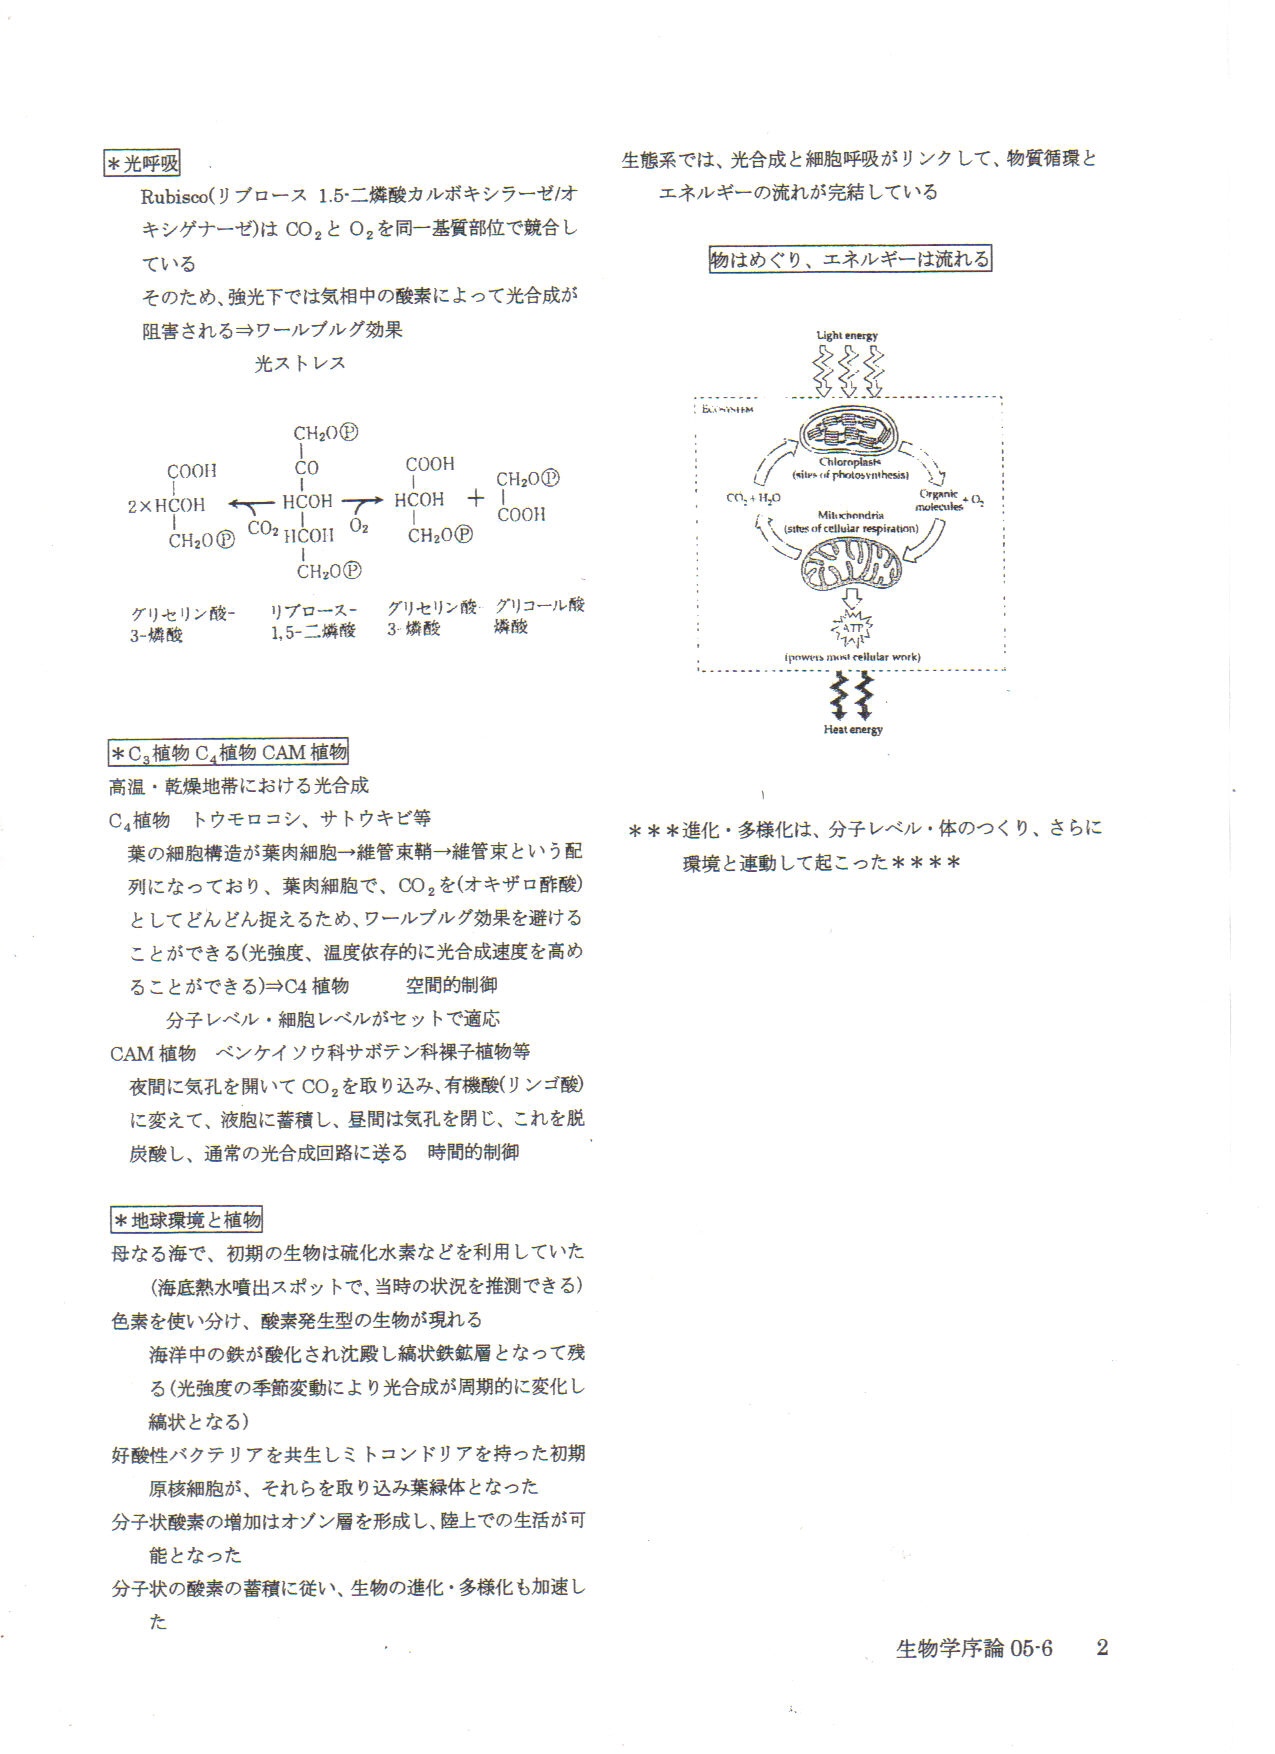 ＊光呼吸
Rubisco(リブロース 1.5-二燐酸カルボキシラーゼ/オ
キシゲナーゼ)は CO₂と O₂を同一基質部位で競合し
ている
そのため、強光下では気相中の酸素によって光合成が
阻害される⇒ワールブルグ効果
光ストレス
CH₂OⓅ
COOH CO COOH CH₂OⓅ
2×HCOH HCOH HCOH + COOH
CH₂OⓅ CO₂ HCOH O₂ CH₂OⓅ
CH₂OⓅ
グリセリン酸- リブロース- グリセリン酸- グリコール酸
3-燐酸 1,5-二燐酸 3-燐酸 燐酸
＊C₃植物 C₄植物 CAM 植物
高温・乾燥地帯における光合成
C₄植物　トウモロコシ、サトウキビ等
葉の細胞構造が葉肉細胞→維管束鞘→維管束という配
列になっており、葉肉細胞で、CO₂を(オキザロ酢酸)
としてどんどん捉えるため、ワールブルグ効果を避ける
ことができる(光強度、温度依存的に光合成速度を高め
ることができる)⇒C4 植物　　　空間的制御
分子レベル・細胞レベルがセットで適応
CAM 植物　ベンケイソウ科サボテン科裸子植物等
夜間に気孔を開いて CO₂を取り込み、有機酸(リンゴ酸)
に変えて、液胞に蓄積し、昼間は気孔を閉じ、これを脱
炭酸し、通常の光合成回路に送る　時間的制御
＊地球環境と植物
母なる海で、初期の生物は硫化水素などを利用していた
(海底熱水噴出スポットで、当時の状況を推測できる)
色素を使い分け、酸素発生型の生物が現れる
海洋中の鉄が酸化され沈殿し縞状鉄鉱層となって残
る(光強度の季節変動により光合成が周期的に変化し
縞状となる)
好酸性バクテリアを共生しミトコンドリアを持った初期
原核細胞が、それらを取り込み葉緑体となった
分子状酸素の増加はオゾン層を形成し、陸上での生活が可
能となった
分子状の酸素の蓄積に従い、生物の進化・多様化も加速し
た
生態系では、光合成と細胞呼吸がリンクして、物質循環と
エネルギーの流れが完結している
物はめぐり、エネルギーは流れる
Light energy
ECOSYSTEM
Chloroplasts
(sites of photosynthesis)
CO₂ + H₂O
Organic
molecules + O₂
Mitochondria
(sites of cellular respiration)
ATP
(powers most cellular work)
Heat energy
＊＊＊進化・多様化は、分子レベル・体のつくり、さらに
環境と連動して起こった＊＊＊＊
生物学序論 05-6　2